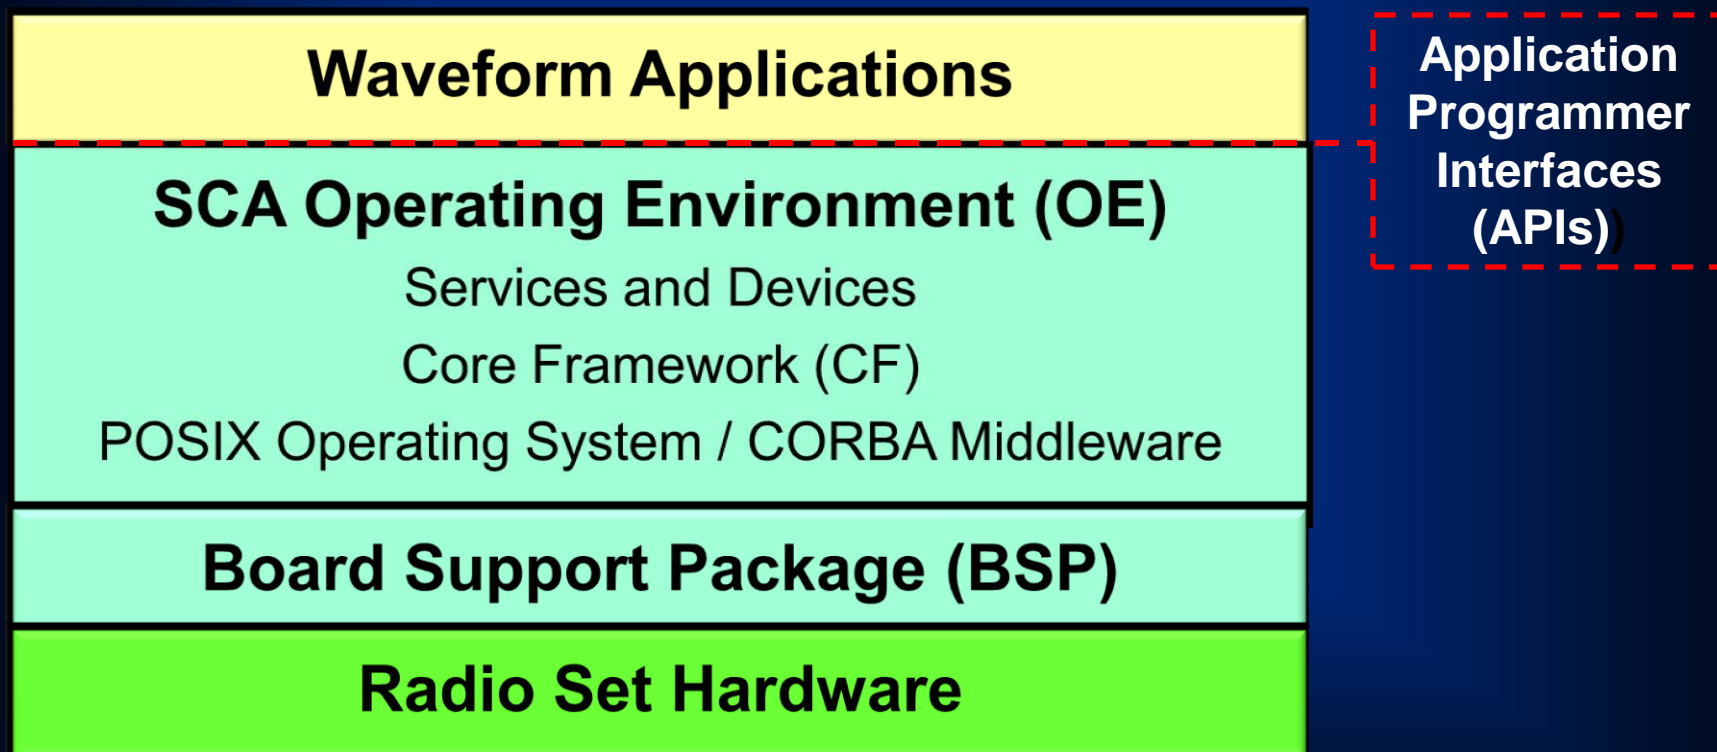 Waveform Applications
SCA Operating Environment (OE)
Services and Devices
Core Framework (CF)
POSIX Operating System / CORBA Middleware
Board Support Package (BSP)
Radio Set Hardware
Application
Programmer
Interfaces
(APIs))